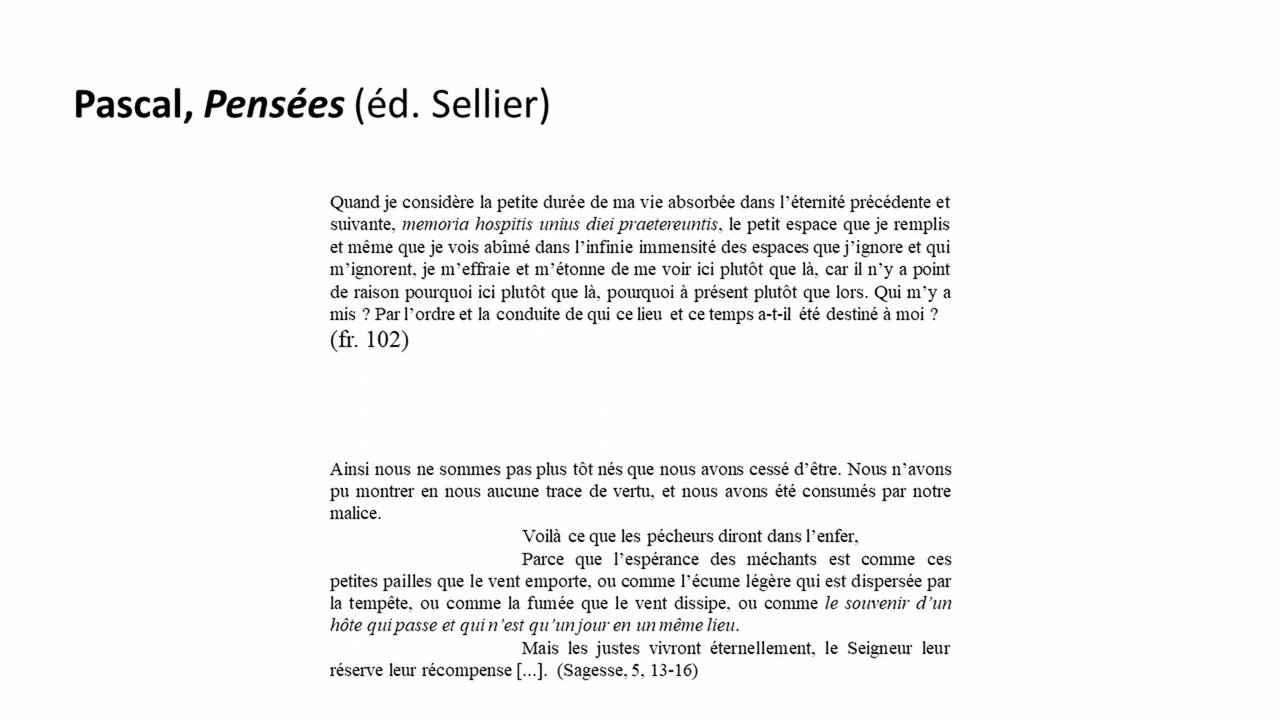 Pascal, Pensées (éd. Sellier)
Quand je considère la petite durée de ma vie absorbée dans l’éternité précédente et
suivante, memoria hospitis unius diei praetereuntis, le petit espace que je remplis
et même que je vois abîmé dans l’infinie immensité des espaces que j’ignore et qui
m’ignorent, je m’effraie et m’étonne de me voir ici plutôt que là, car il n’y a point
de raison pourquoi ici plutôt que là, pourquoi à présent plutôt que lors. Qui m’y a
mis ? Par l’ordre et la conduite de qui ce lieu et ce temps a-t-il été destiné à moi ?
(fr. 102)
Ainsi nous ne sommes pas plus tôt nés que nous avons cessé d’être. Nous n’avons
pu montrer en nous aucune trace de vertu, et nous avons été consumés par notre
malice.
Voilà ce que les pécheurs diront dans l’enfer,
Parce que l’espérance des méchants est comme ces
petites pailles que le vent emporte, ou comme l’écume légère qui est dispersée par
la tempête, ou comme la fumée que le vent dissipe, ou comme le souvenir d’un
hôte qui passe et qui n’est qu’un jour en un même lieu.
Mais les justes vivront éternellement, le Seigneur leur
réserve leur récompense [...]. (Sagesse, 5, 13-16)